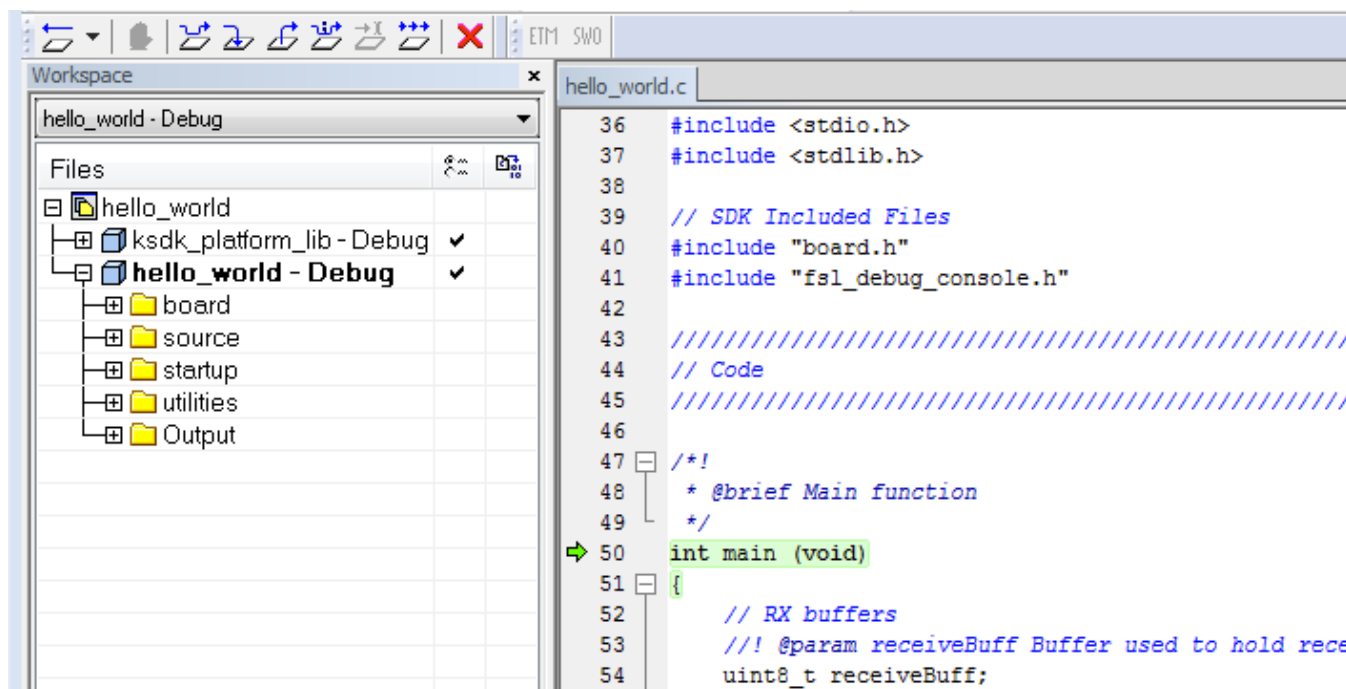 ETM SWO
Workspace
hello_world - Debug
Files
hello_world
ksdk_platform_lib - Debug
hello_world - Debug
board
source
startup
utilities
Output
hello_world.c
36 #include <stdio.h>
37 #include <stdlib.h>
38
39 // SDK Included Files
40 #include "board.h"
41 #include "fsl_debug_console.h"
42
43 ///////////////////////////////////////////////////
44 // Code
45 ///////////////////////////////////////////////////
46
47 /*!
48 * @brief Main function
49 */
50 int main (void)
51 {
52 // RX buffers
53 //! @param receiveBuff Buffer used to hold rece
54 uint8_t receiveBuff;